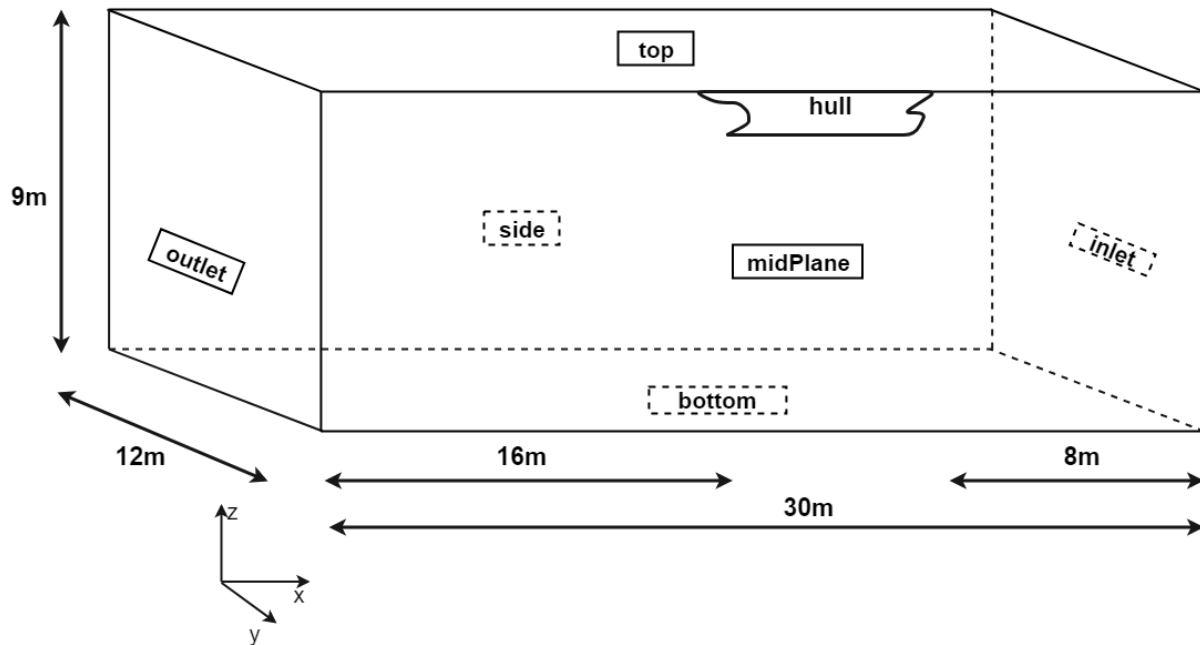 top
hull
9m
side
outlet
inlet
midPlane
bottom
12m
16m
8m
30m
z
x
y